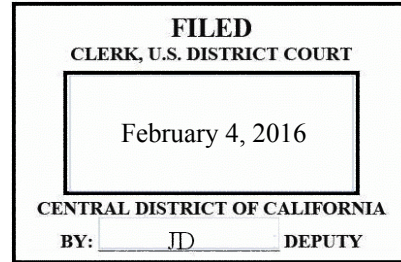 FILED
CLERK, U.S. DISTRICT COURT
February 4, 2016
CENTRAL DISTRICT OF CALIFORNIA
BY: JD DEPUTY